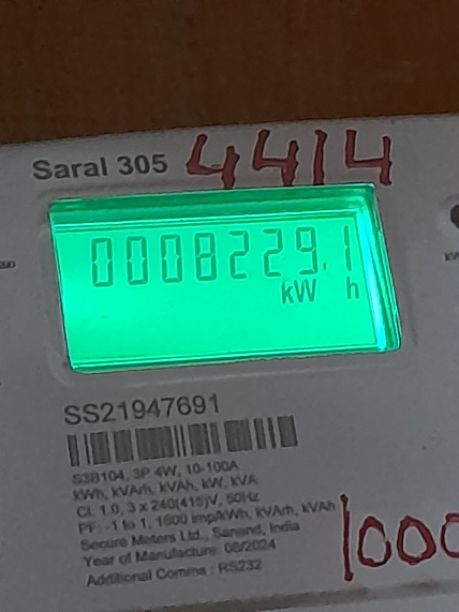 Saral 305 4414
0008229.1
kW h
SS21947691
S3B104, 3P 4W, 10-100A
kWh, kVArh, kVAh, kW, kVA
Cl. 1.0, 3 x 240(415)V, 50Hz
PF: -1 to 1, 1600 imp/kWh, kVArh, kVAh
Secure Meters Ltd., Sanand, India
Year of Manufacture: 08/2024
Additional Comms : RS232
1000